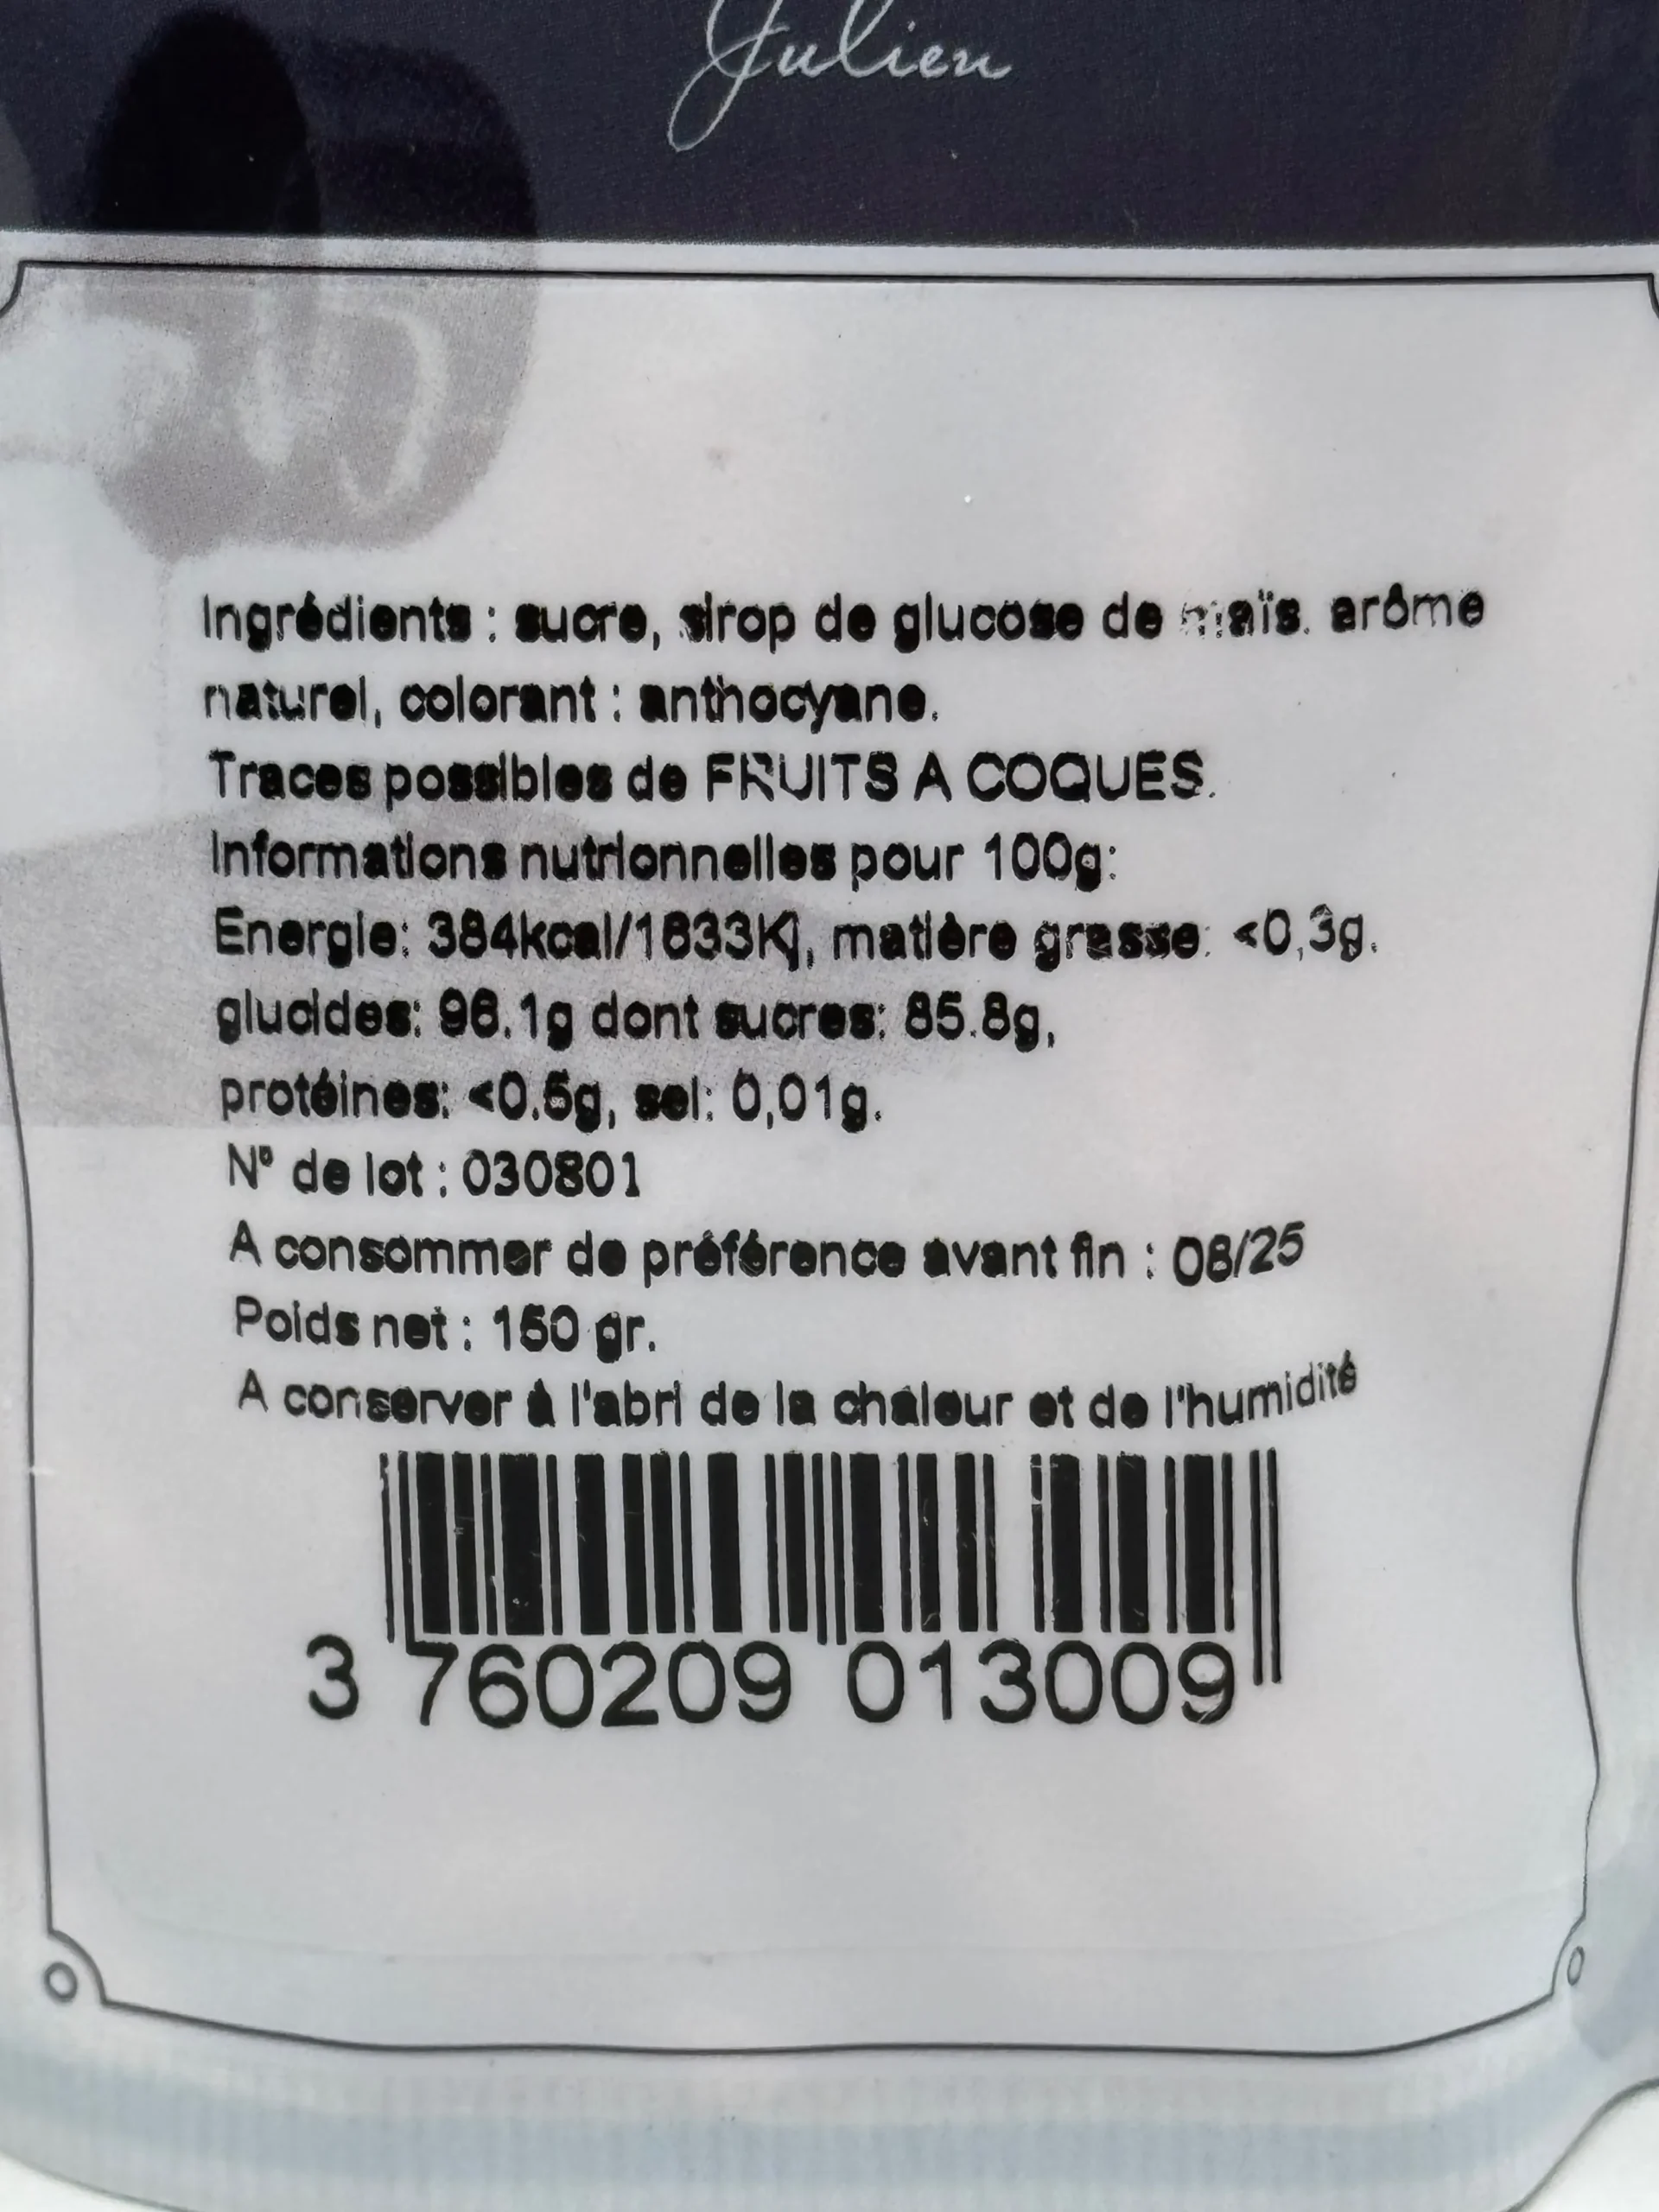 Julien
Ingrédients : sucre, sirop de glucose de maïs. arôme
naturel, colorant : anthocyane.
Traces possibles de FRUITS A COQUES.
Informations nutrionnelles pour 100g:
Energie: 384kcal/1633Kj, matière grasse: <0,3g.
glucides: 96.1g dont sucres: 85.8g,
protéines: <0.5g, sel: 0,01g.
N° de lot : 030801
A consommer de préférence avant fin : 08/25
Poids net : 150 gr.
A conserver à l'abri de la chaleur et de l'humidité
3 760209 013009